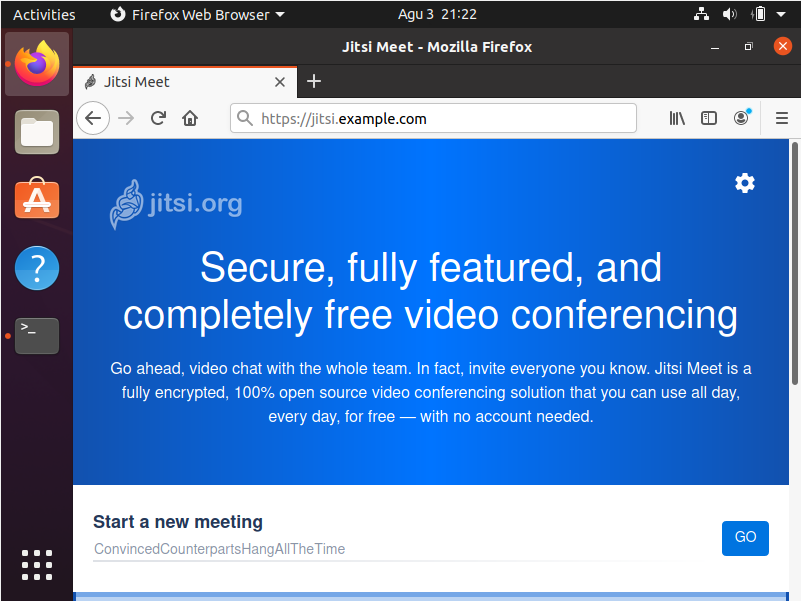 Activities
Firefox Web Browser
Agu 3 21:22
Jitsi Meet - Mozilla Firefox
Jitsi Meet
https://jitsi.example.com
jitsi.org
Secure, fully featured, and
completely free video conferencing
Go ahead, video chat with the whole team. In fact, invite everyone you know. Jitsi Meet is a
fully encrypted, 100% open source video conferencing solution that you can use all day,
every day, for free — with no account needed.
Start a new meeting
ConvincedCounterpartsHangAllTheTime
GO